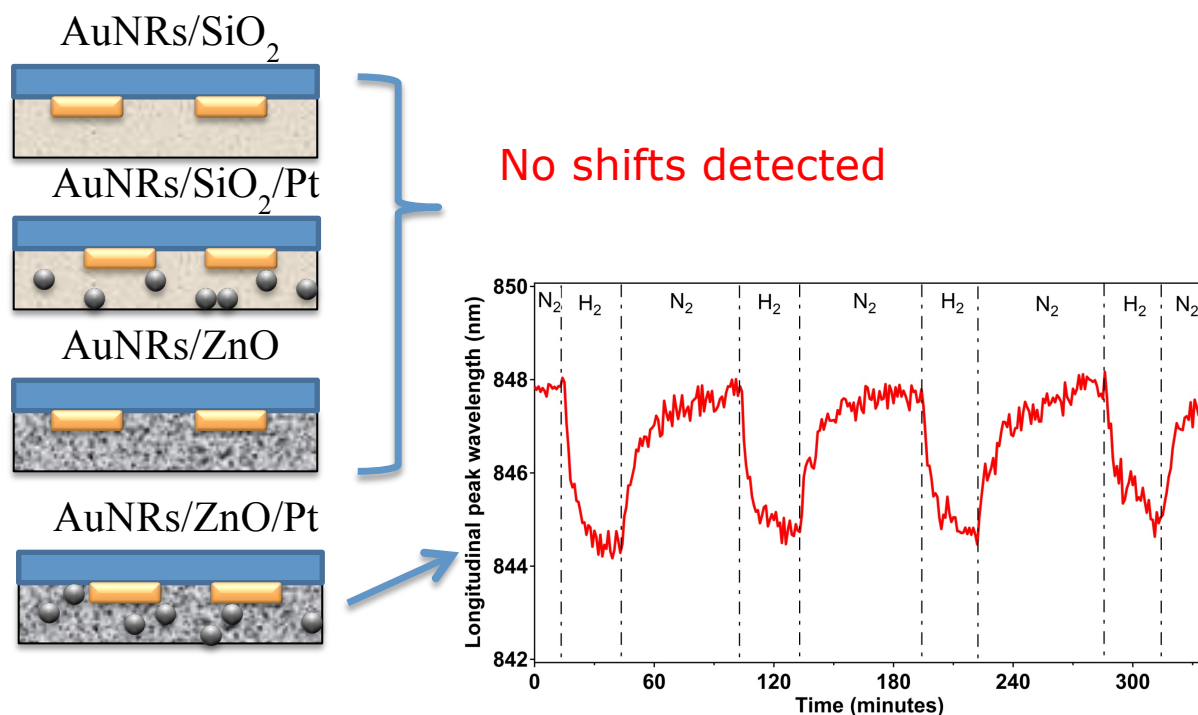 AuNRs/SiO₂
AuNRs/SiO₂/Pt
AuNRs/ZnO
AuNRs/ZnO/Pt
No shifts detected
Longitudinal peak wavelength (nm)
850
848
846
844
842
N₂ H₂ N₂ H₂ N₂ H₂ N₂ H₂ N₂
0 60 120 180 240 300
Time (minutes)